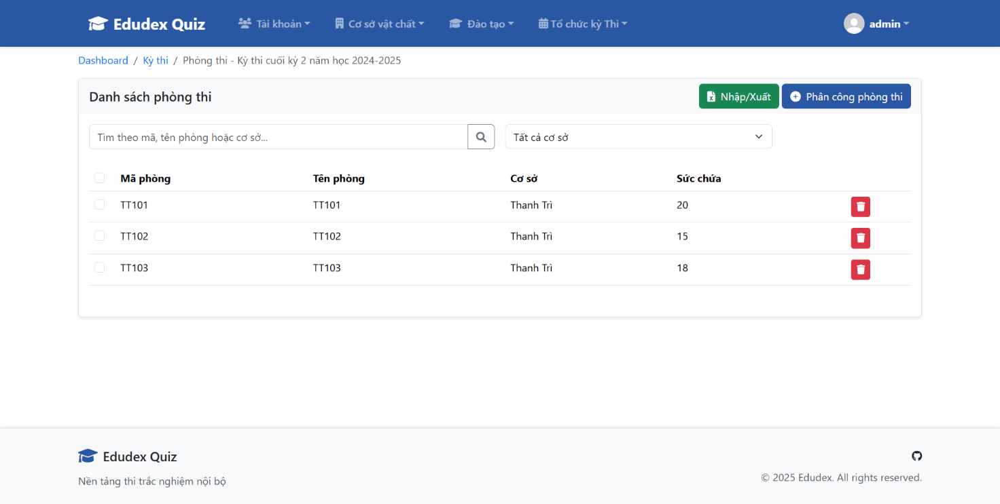 Edudex Quiz Tài khoản Cơ sở vật chất Đào tạo Tổ chức kỳ Thi admin
Dashboard / Kỳ thi / Phòng thi - Kỳ thi cuối kỳ 2 năm học 2024-2025
Danh sách phòng thi Nhập/Xuất Phân công phòng thi
Tìm theo mã, tên phòng hoặc cơ sở... Tất cả cơ sở
Mã phòng Tên phòng Cơ sở Sức chứa
TT101 TT101 Thanh Trì 20
TT102 TT102 Thanh Trì 15
TT103 TT103 Thanh Trì 18
Edudex Quiz
Nền tảng thi trắc nghiệm nội bộ
© 2025 Edudex. All rights reserved.